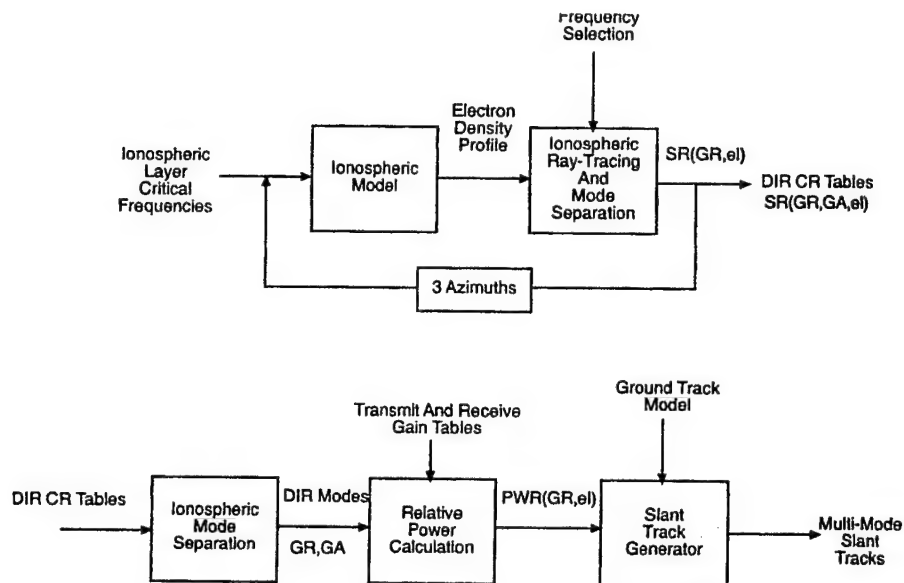 Frequency
Selection
Electron
Density
Profile
Ionospheric
Layer
Critical
Frequencies
Ionospheric
Model
Ionospheric
Ray-Tracing
And
Mode
Separation
SR(GR,el)
DIR CR Tables
SR(GR,GA,el)
3 Azimuths
Ground Track
Model
Transmit And Receive
Gain Tables
DIR CR Tables
Ionospheric
Mode
Separation
DIR Modes
GR,GA
Relative
Power
Calculation
PWR(GR,el)
Slant
Track
Generator
Multi-Mode
Slant
Tracks